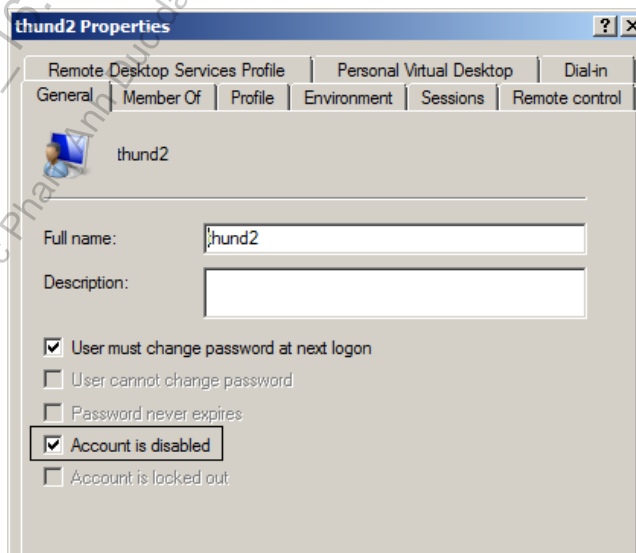 thund2 Properties
Remote Desktop Services Profile Personal Virtual Desktop Dial-in
General Member Of Profile Environment Sessions Remote control
thund2
Full name: thund2
Description:
User must change password at next logon
User cannot change password
Password never expires
Account is disabled
Account is locked out